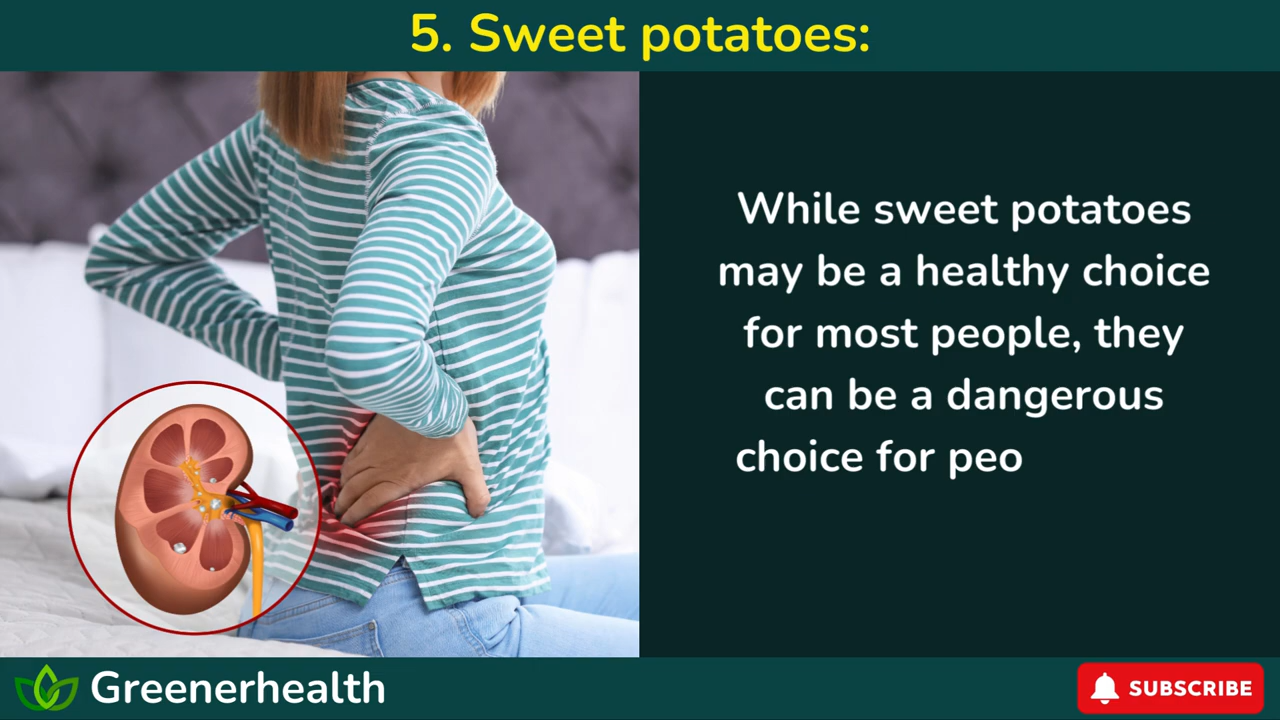 5. Sweet potatoes:
While sweet potatoes
may be a healthy choice
for most people, they
can be a dangerous
choice for peo
Greenerhealth
SUBSCRIBE